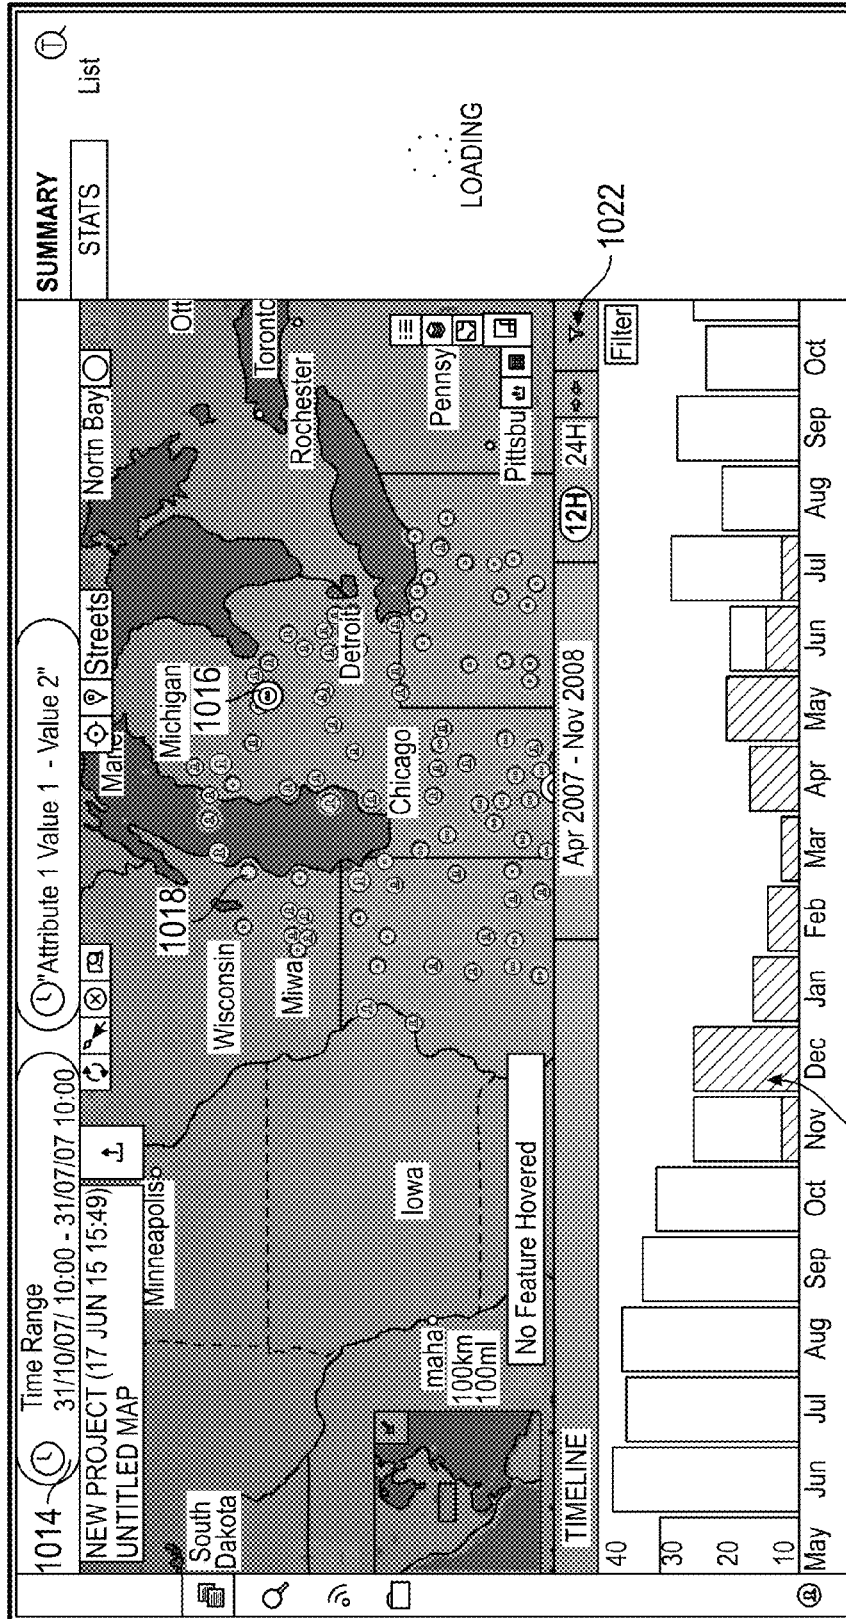 1014
Time Range
31/10/07/ 10:00 - 31/07/07 10:00
"Attribute 1 Value 1 - Value 2"
SUMMARY
STATS
List
LOADING
NEW PROJECT (17 JUN 15 15:49)
UNTITLED MAP
Streets
North Bay
Ott
Toronto
Rochester
Mane
Michigan
1016
1018
Minneapolis
South
Dakota
Wisconsin
Miwa
Detroit
Chicago
Iowa
maha
100km
100ml
Pennsy
Pittsbu
No Feature Hovered
TIMELINE
Apr 2007 - Nov 2008
12H
24H
1022
Filter
40
30
20
10
May Jun Jul Aug Sep Oct Nov Dec Jan Feb Mar Apr May Jun Jul Aug Sep Oct